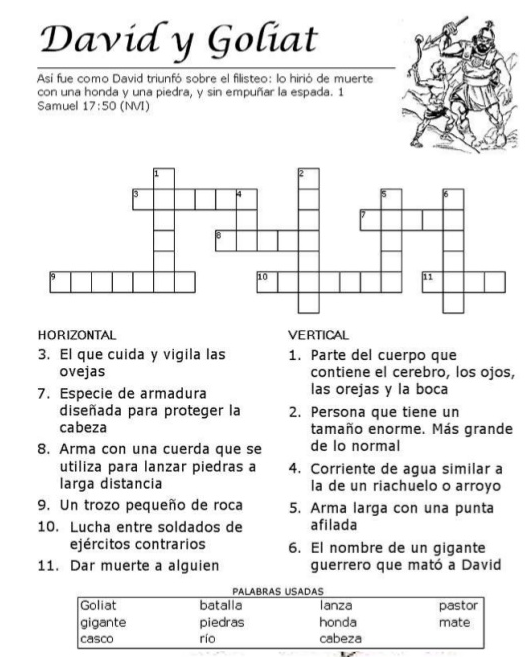 David y Goliat
Así fue como David triunfó sobre el filisteo: lo hirió de muerte
con una honda y una piedra, y sin empuñar la espada. 1
Samuel 17:50 (NVI)
1
2
3
4
5
6
7
8
9
10
11
HORIZONTAL
3. El que cuida y vigila las
ovejas
7. Especie de armadura
diseñada para proteger la
cabeza
8. Arma con una cuerda que se
utiliza para lanzar piedras a
larga distancia
9. Un trozo pequeño de roca
10. Lucha entre soldados de
ejércitos contrarios
11. Dar muerte a alguien
VERTICAL
1. Parte del cuerpo que
contiene el cerebro, los ojos,
las orejas y la boca
2. Persona que tiene un
tamaño enorme. Más grande
de lo normal
4. Corriente de agua similar a
la de un riachuelo o arroyo
5. Arma larga con una punta
afilada
6. El nombre de un gigante
guerrero que mató a David
PALABRAS USADAS
Goliat batalla lanza pastor
gigante piedras honda mate
casco río cabeza